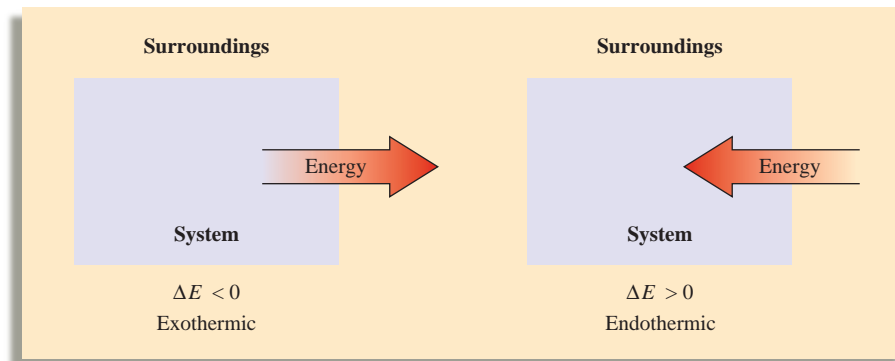 Surroundings
Energy
System
ΔE < 0
Exothermic
Surroundings
Energy
System
ΔE > 0
Endothermic